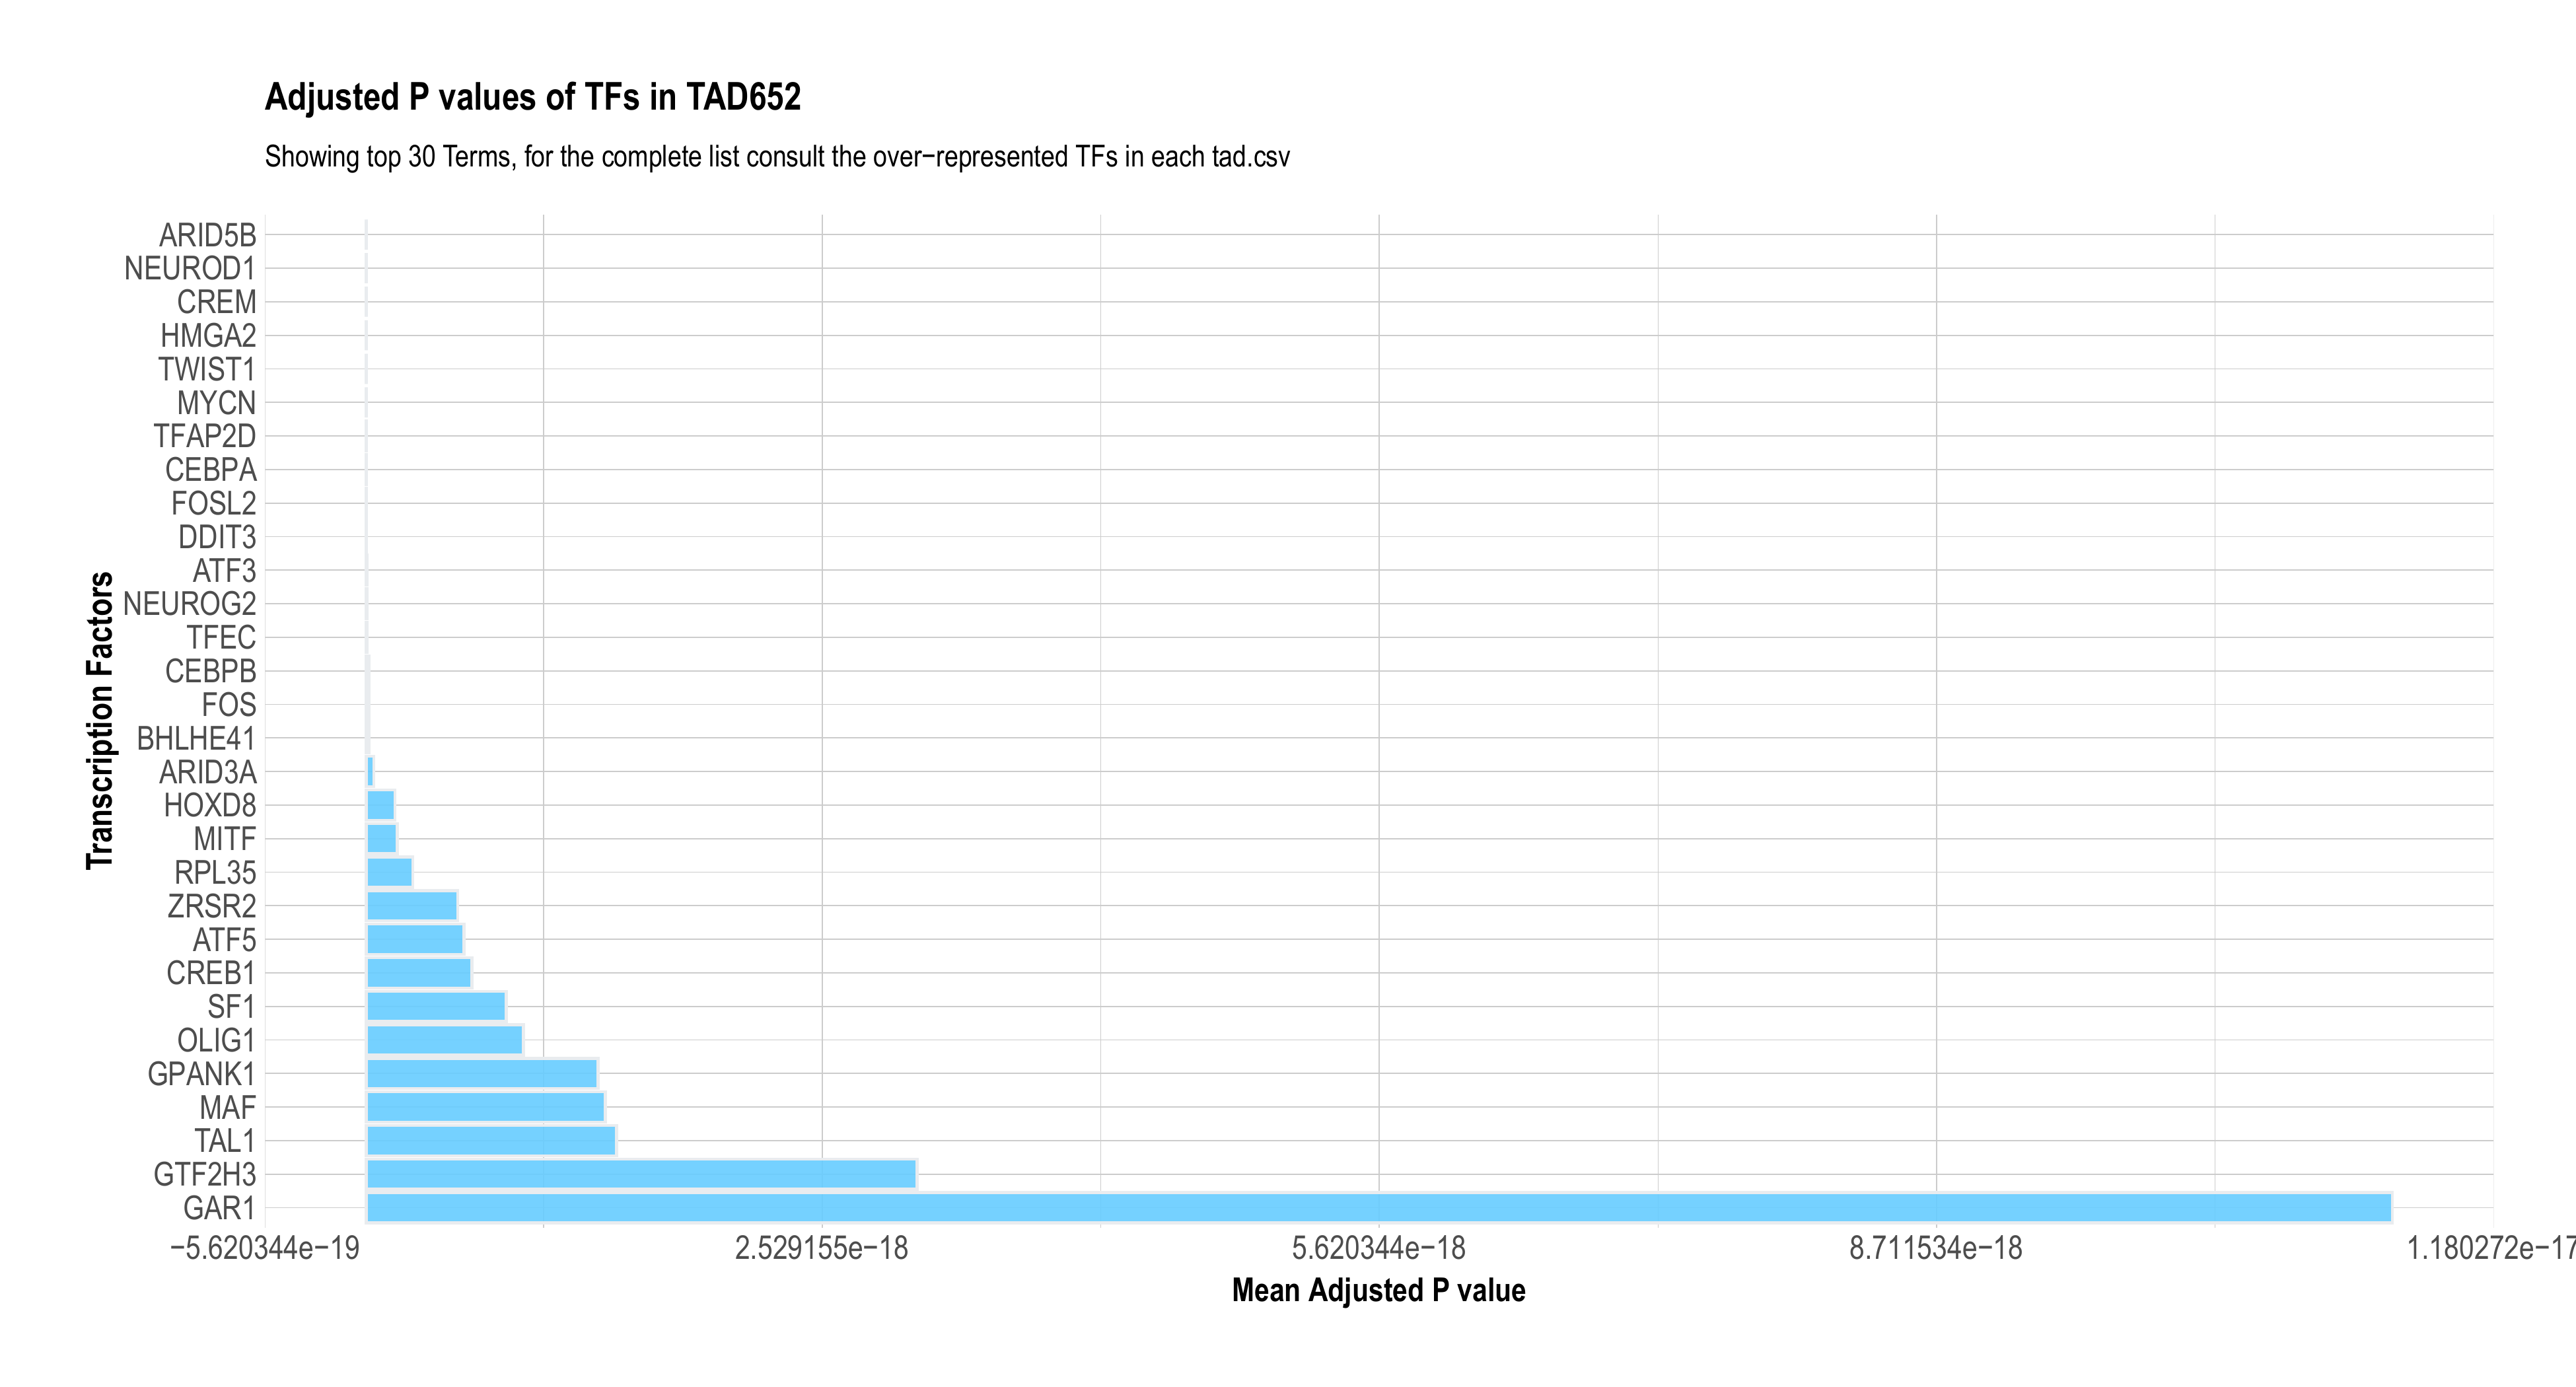 Adjusted P values of TFs in TAD652
Showing top 30 Terms, for the complete list consult the over−represented TFs in each tad.csv
Transcription Factors
ARID5B
NEUROD1
CREM
HMGA2
TWIST1
MYCN
TFAP2D
CEBPA
FOSL2
DDIT3
ATF3
NEUROG2
TFEC
CEBPB
FOS
BHLHE41
ARID3A
HOXD8
MITF
RPL35
ZRSR2
ATF5
CREB1
SF1
OLIG1
GPANK1
MAF
TAL1
GTF2H3
GAR1
−5.620344e−19 2.529155e−18 5.620344e−18 8.711534e−18 1.180272e−17
Mean Adjusted P value